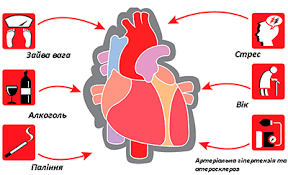 Зайва вага
Стрес
Алкоголь
Вік
Паління
Артеріальна гіпертензія та
атеросклероз